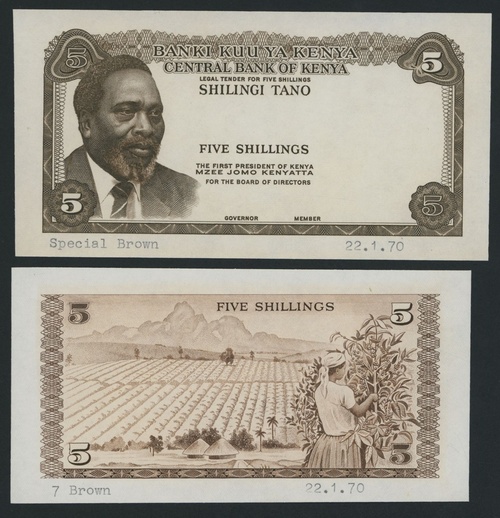 5
BANKI KUU YA KENYA
5
CENTRAL BANK OF KENYA
LEGAL TENDER FOR FIVE SHILLINGS
SHILINGI TANO
FIVE SHILLINGS
THE FIRST PRESIDENT OF KENYA
MZEE JOMO KENYATTA
FOR THE BOARD OF DIRECTORS
5
5
GOVERNOR MEMBER
Special Brown 22.1.70
5
FIVE SHILLINGS
5
5
5
7 Brown 22.1.70